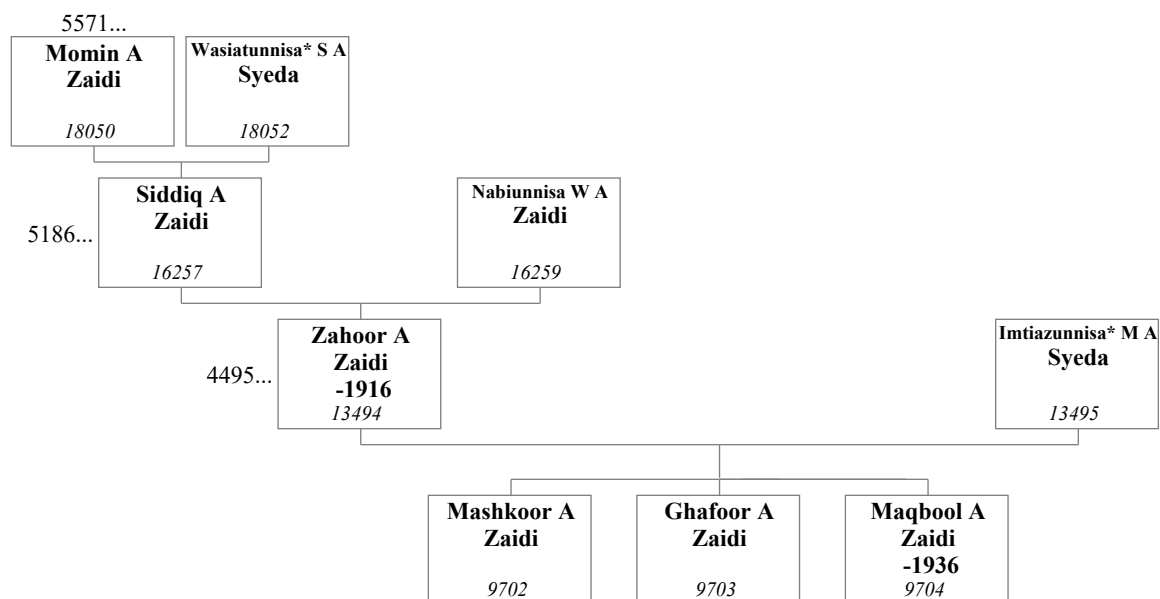 5571...
Momin A
Zaidi
18050
Wasiatunnisa* S A
Syeda
18052
5186...
Siddiq A
Zaidi
16257
Nabiunnisa W A
Zaidi
16259
4495...
Zahoor A
Zaidi
-1916
13494
Imtiazunnisa* M A
Syeda
13495
Mashkoor A
Zaidi
9702
Ghafoor A
Zaidi
9703
Maqbool A
Zaidi
-1936
9704